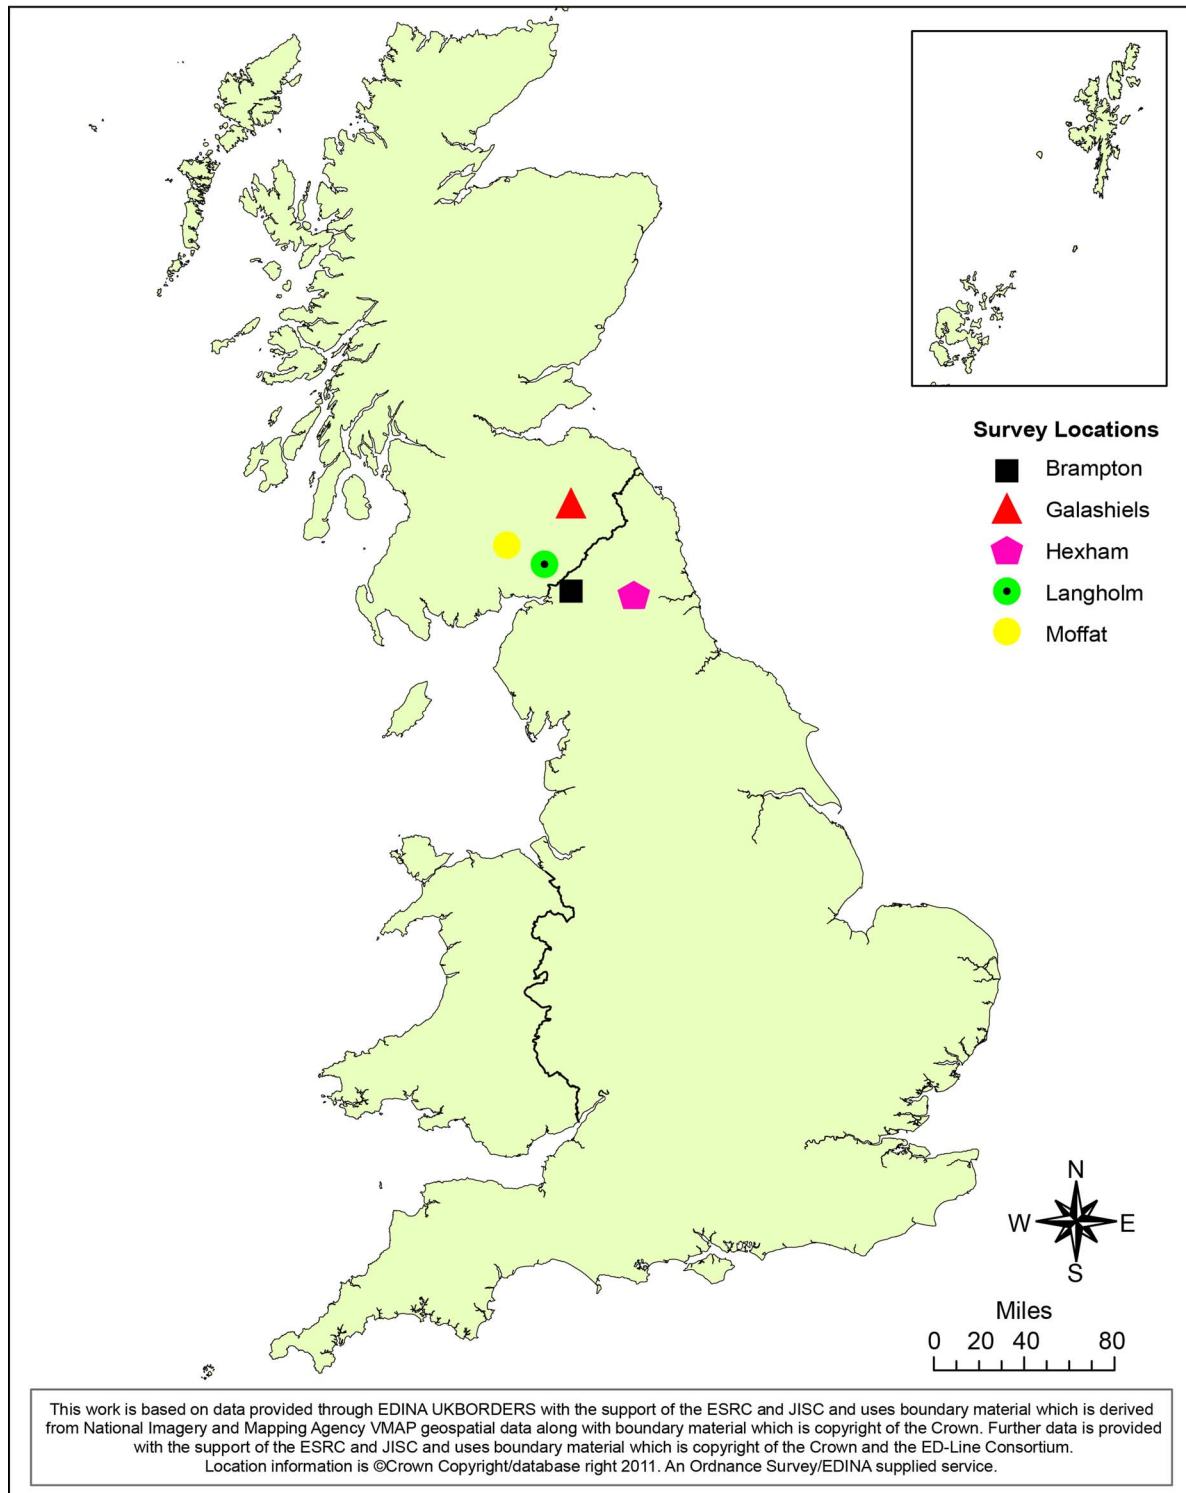 Survey Locations
Brampton
Galashiels
Hexham
Langholm
Moffat
N
W E
S
Miles
0 20 40 80
This work is based on data provided through EDINA UKBORDERS with the support of the ESRC and JISC and uses boundary material which is derived
from National Imagery and Mapping Agency VMAP geospatial data along with boundary material which is copyright of the Crown. Further data is provided
with the support of the ESRC and JISC and uses boundary material which is copyright of the Crown and the ED-Line Consortium.
Location information is ©Crown Copyright/database right 2011. An Ordnance Survey/EDINA supplied service.